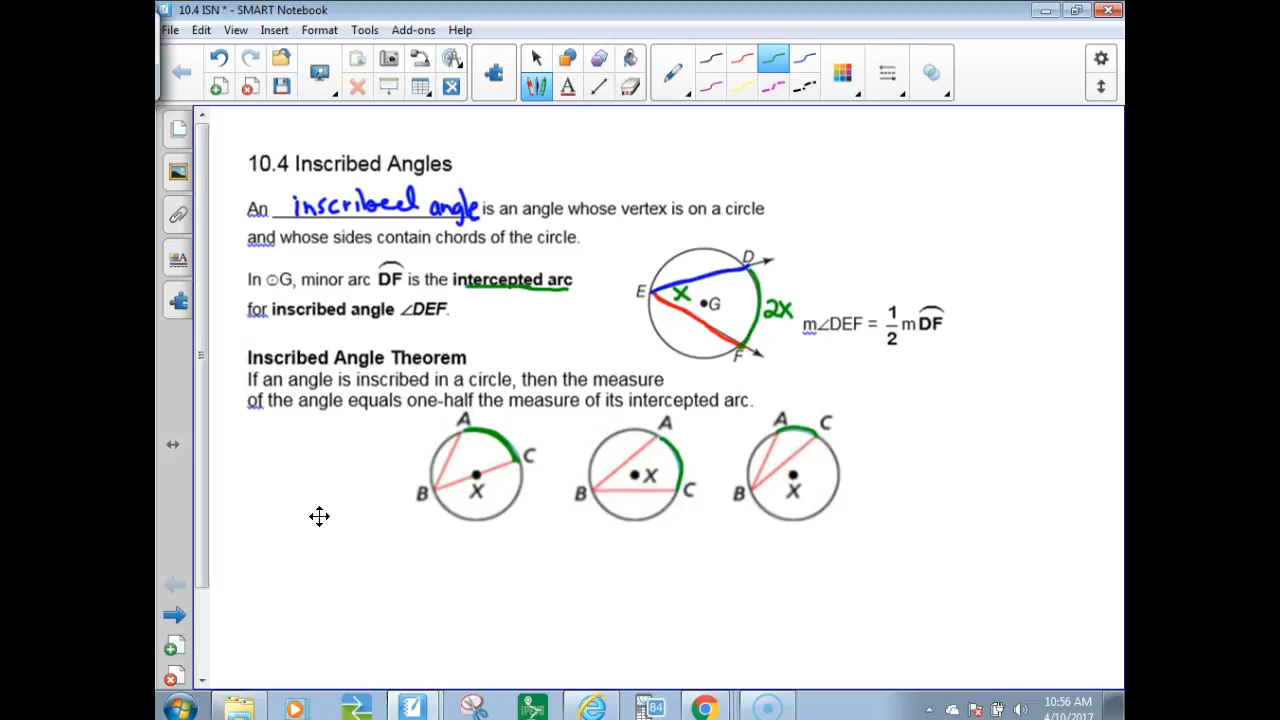 10.4 ISN * - SMART Notebook
File Edit View Insert Format Tools Add-ons Help
10.4 Inscribed Angles
An inscribed angle is an angle whose vertex is on a circle
and whose sides contain chords of the circle.
In ⊙G, minor arc DF is the intercepted arc
for inscribed angle ∠DEF.
D
E
x
G
2x
F
m∠DEF = 1/2 m DF
Inscribed Angle Theorem
If an angle is inscribed in a circle, then the measure
of the angle equals one-half the measure of its intercepted arc.
A
C
B
X
A
X
B
C
A
C
B
X
84
10:56 AM
4/10/2017